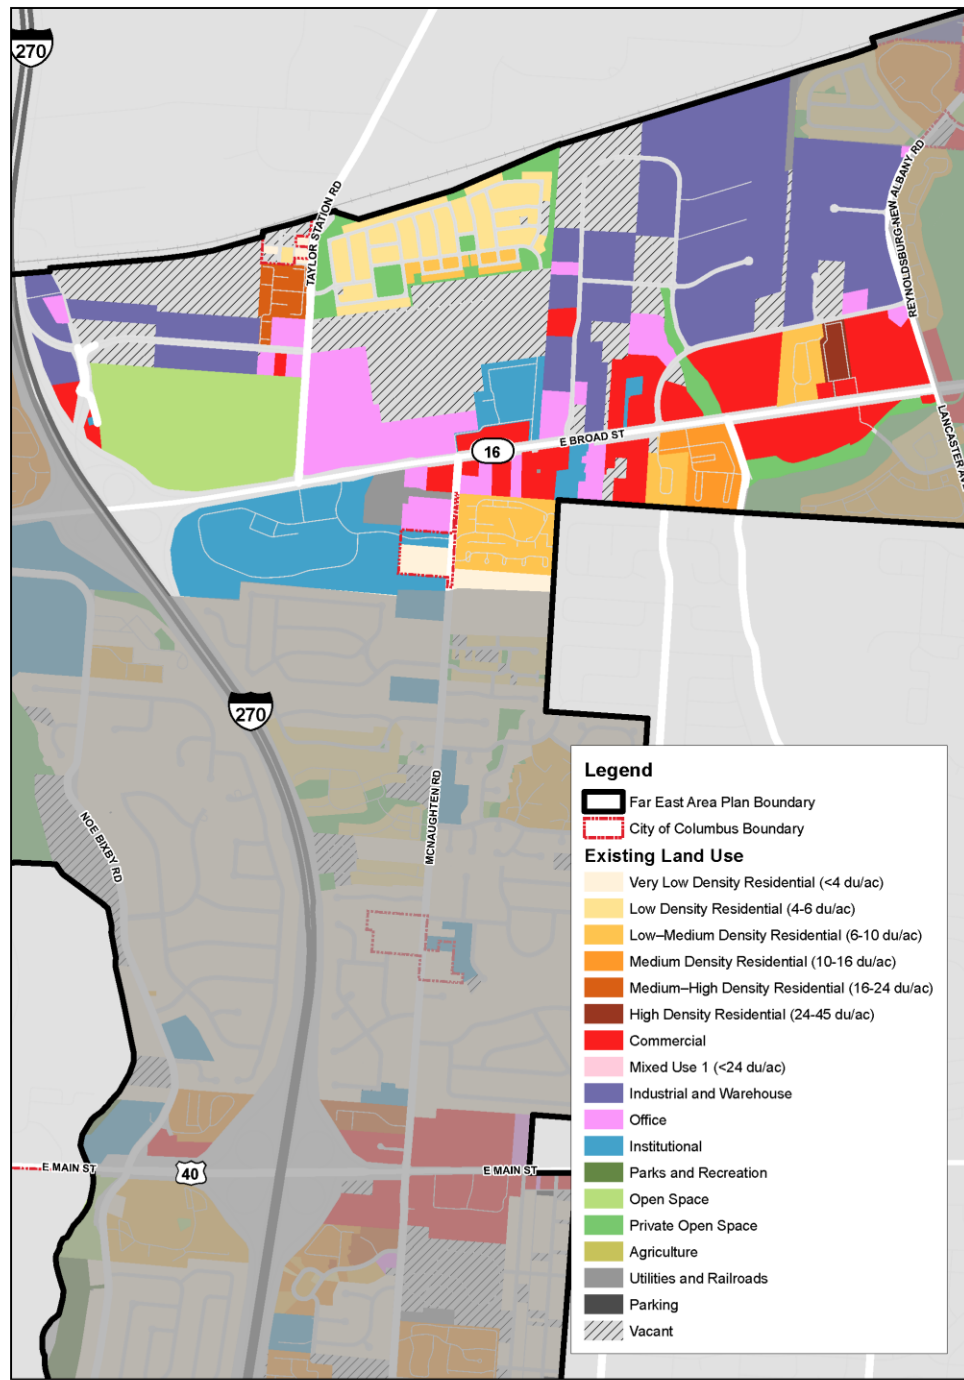 270
TAYLOR STATION RD
REYNOLDSBURG-NEW ALBANY RD
E BROAD ST
16
LANCASTER AVE
270
NOE BIXBY RD
MCNAUGHTEN RD
E MAIN ST
40
E MAIN ST
Legend
Far East Area Plan Boundary
City of Columbus Boundary
Existing Land Use
Very Low Density Residential (<4 du/ac)
Low Density Residential (4-6 du/ac)
Low–Medium Density Residential (6-10 du/ac)
Medium Density Residential (10-16 du/ac)
Medium–High Density Residential (16-24 du/ac)
High Density Residential (24-45 du/ac)
Commercial
Mixed Use 1 (<24 du/ac)
Industrial and Warehouse
Office
Institutional
Parks and Recreation
Open Space
Private Open Space
Agriculture
Utilities and Railroads
Parking
Vacant